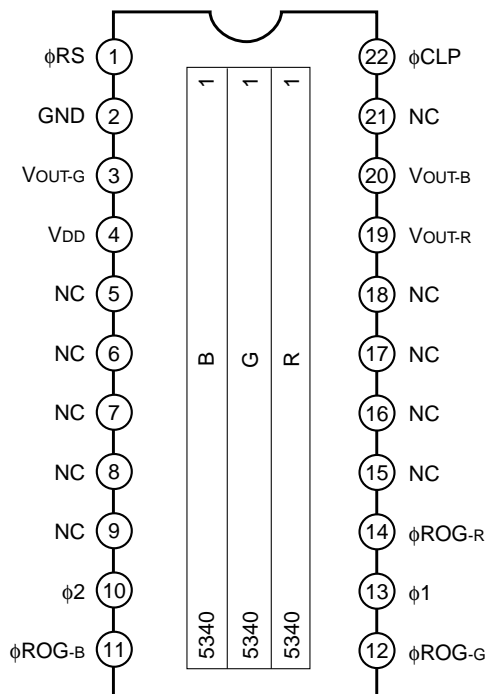 ϕRS 1 1 1 1 22 ϕCLP
GND 2 21 NC
VOUT-G 3 20 VOUT-B
VDD 4 19 VOUT-R
NC 5 18 NC
NC 6 B G R 17 NC
NC 7 16 NC
NC 8 15 NC
NC 9 14 ϕROG-R
ϕ2 10 13 ϕ1
ϕROG-B 11 5340 5340 5340 12 ϕROG-G